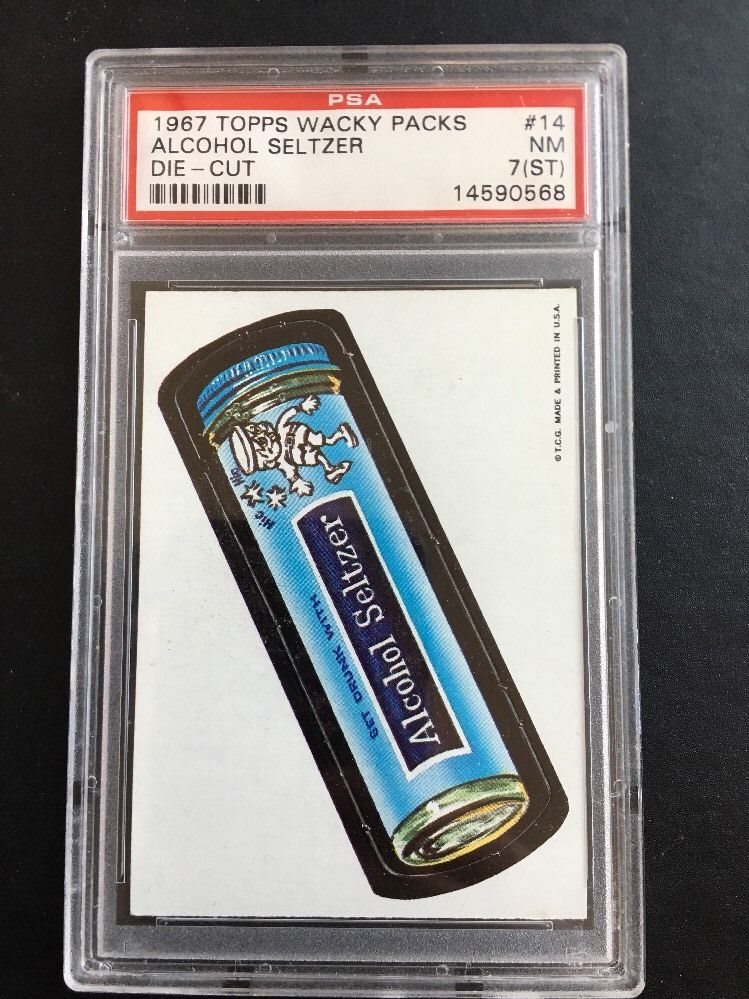 PSA
1967 TOPPS WACKY PACKS #14
ALCOHOL SELTZER NM
DIE-CUT 7(ST)
14590568
© T.C.G. MADE & PRINTED IN U.S.A.
Hic
GET DRUNK WITH
Alcohol Seltzer